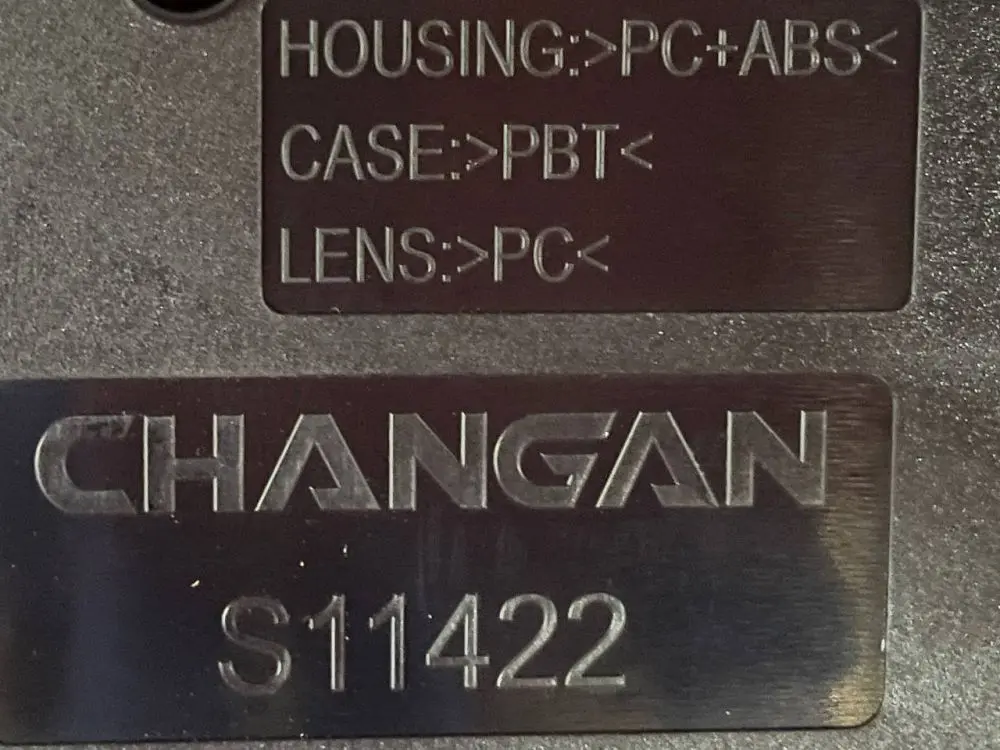 HOUSING:>PC+ABS<
CASE:>PBT<
LENS:>PC<
CHANGAN
S11422